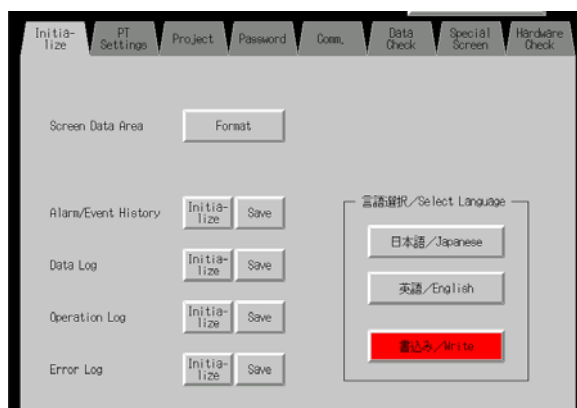 Initia-
lize
PT
Settings
Project
Password
Comm.
Data
Check
Special
Screen
Hardware
Check
Screen Data Area
Format
Alarm/Event History
Initia-
lize
Save
言語選択/Select Language
日本語/Japanese
Data Log
Initia-
lize
Save
英語/English
Operation Log
Initia-
lize
Save
書込み/Write
Error Log
Initia-
lize
Save